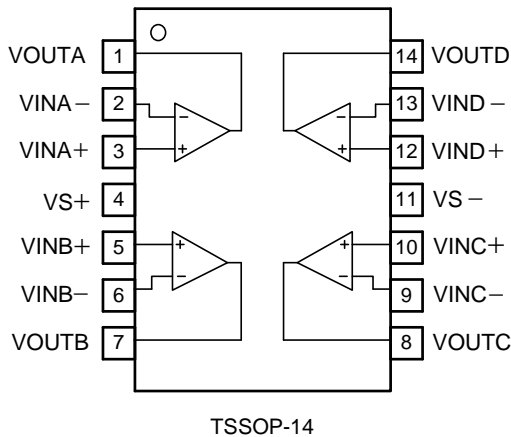 VOUTA 1
VINA− 2
VINA+ 3
VS+ 4
VINB+ 5
VINB− 6
VOUTB 7
− +
+ −
− +
+ −
14 VOUTD
13 VIND−
12 VIND+
11 VS−
10 VINC+
9 VINC−
8 VOUTC
TSSOP-14